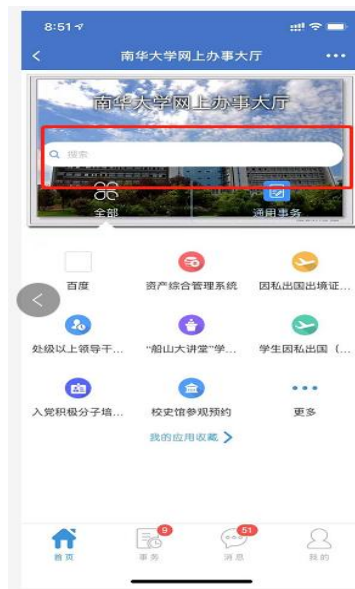 8:51
南华大学网上办事大厅
南华大学网上办事大厅
搜索
全部
通用事务
百度
资产综合管理系统
因私出国出境证...
处级以上领导干...
“船山大讲堂”学...
学生因私出国（...
入党积极分子培...
校史馆参观预约
更多
我的应用收藏
首页
9
事务
51
消息
我的